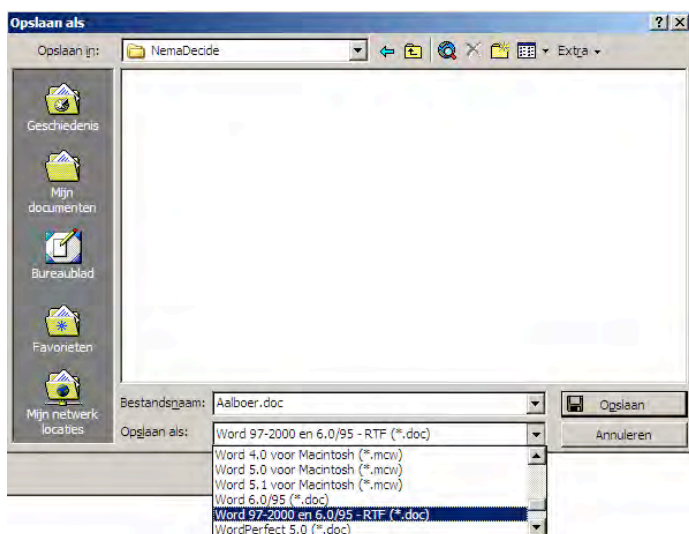 Opslaan als
Opslaan in:
NemaDecide
Extra
Geschiedenis
Mijn
documenten
Bureaublad
Favorieten
Mijn netwerk
locaties
Bestandsnaam:
Aalboer.doc
Opslaan
Opslaan als:
Word 97-2000 en 6.0/95 - RTF (*.doc)
Annuleren
Word 4.0 voor Macintosh (*.mcw)
Word 5.0 voor Macintosh (*.mcw)
Word 5.1 voor Macintosh (*.mcw)
Word 6.0/95 (*.doc)
Word 97-2000 en 6.0/95 - RTF (*.doc)
WordPerfect 5.0 (*.doc)